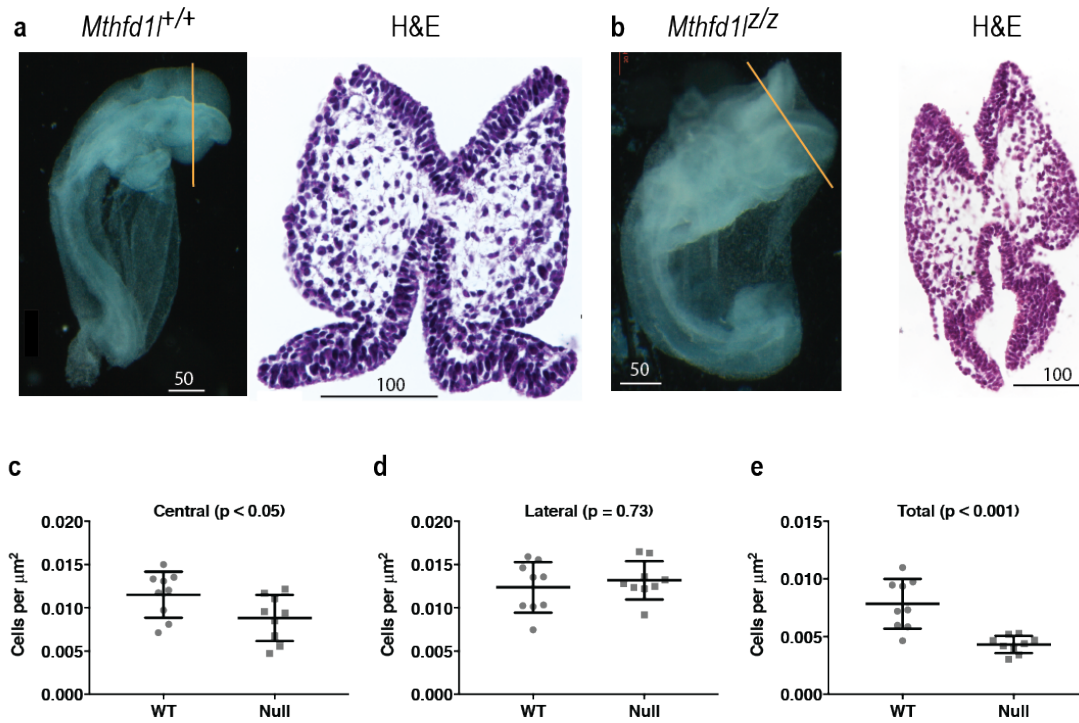 a Mthfd1l+/+ H&E b Mthfd1lz/z H&E
50
100
50
100
c d e
Central (p < 0.05)
Cells per μm2
0.020
0.015
0.010
0.005
0.000
WT Null
Lateral (p = 0.73)
Cells per μm2
0.020
0.015
0.010
0.005
0.000
WT Null
Total (p < 0.001)
Cells per μm2
0.015
0.010
0.005
0.000
WT Null